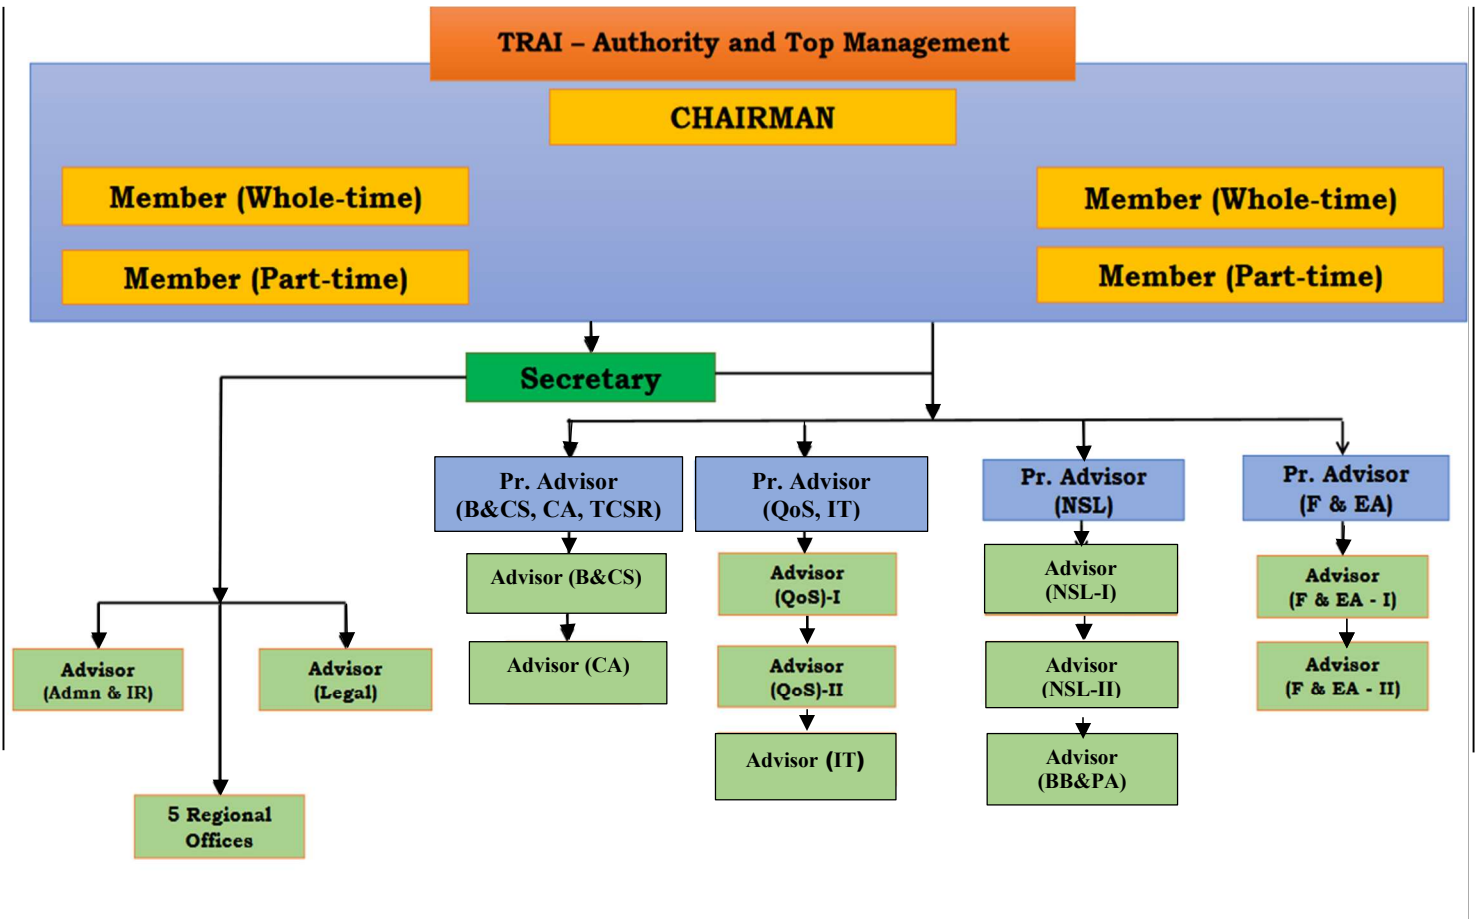 TRAI – Authority and Top Management
CHAIRMAN
Member (Whole-time)
Member (Whole-time)
Member (Part-time)
Member (Part-time)
Secretary
Pr. Advisor
(B&CS, CA, TCSR)
Pr. Advisor
(QoS, IT)
Pr. Advisor
(NSL)
Pr. Advisor
(F & EA)
Advisor (B&CS)
Advisor
(QoS)-I
Advisor
(NSL-I)
Advisor
(F & EA - I)
Advisor
(Admn & IR)
Advisor
(Legal)
Advisor (CA)
Advisor
(QoS)-II
Advisor
(NSL-II)
Advisor
(F & EA - II)
Advisor (IT)
Advisor
(BB&PA)
5 Regional
Offices